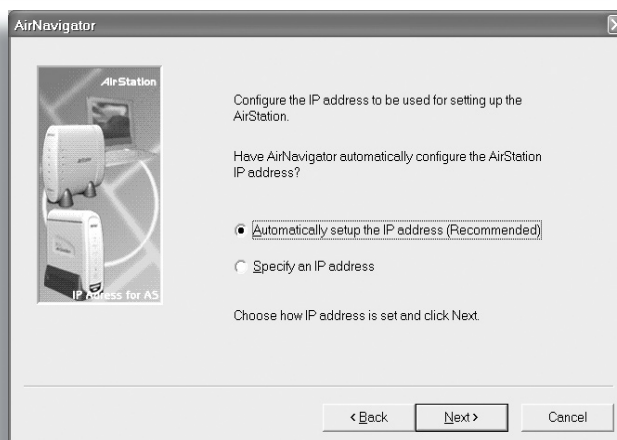 AirNavigator
AirStation
Configure the IP address to be used for setting up the
AirStation.
Have AirNavigator automatically configure the AirStation
IP address?
Automatically setup the IP address (Recommended)
Specify an IP address
IP Adress for AS
Choose how IP address is set and click Next.
< Back
Next >
Cancel